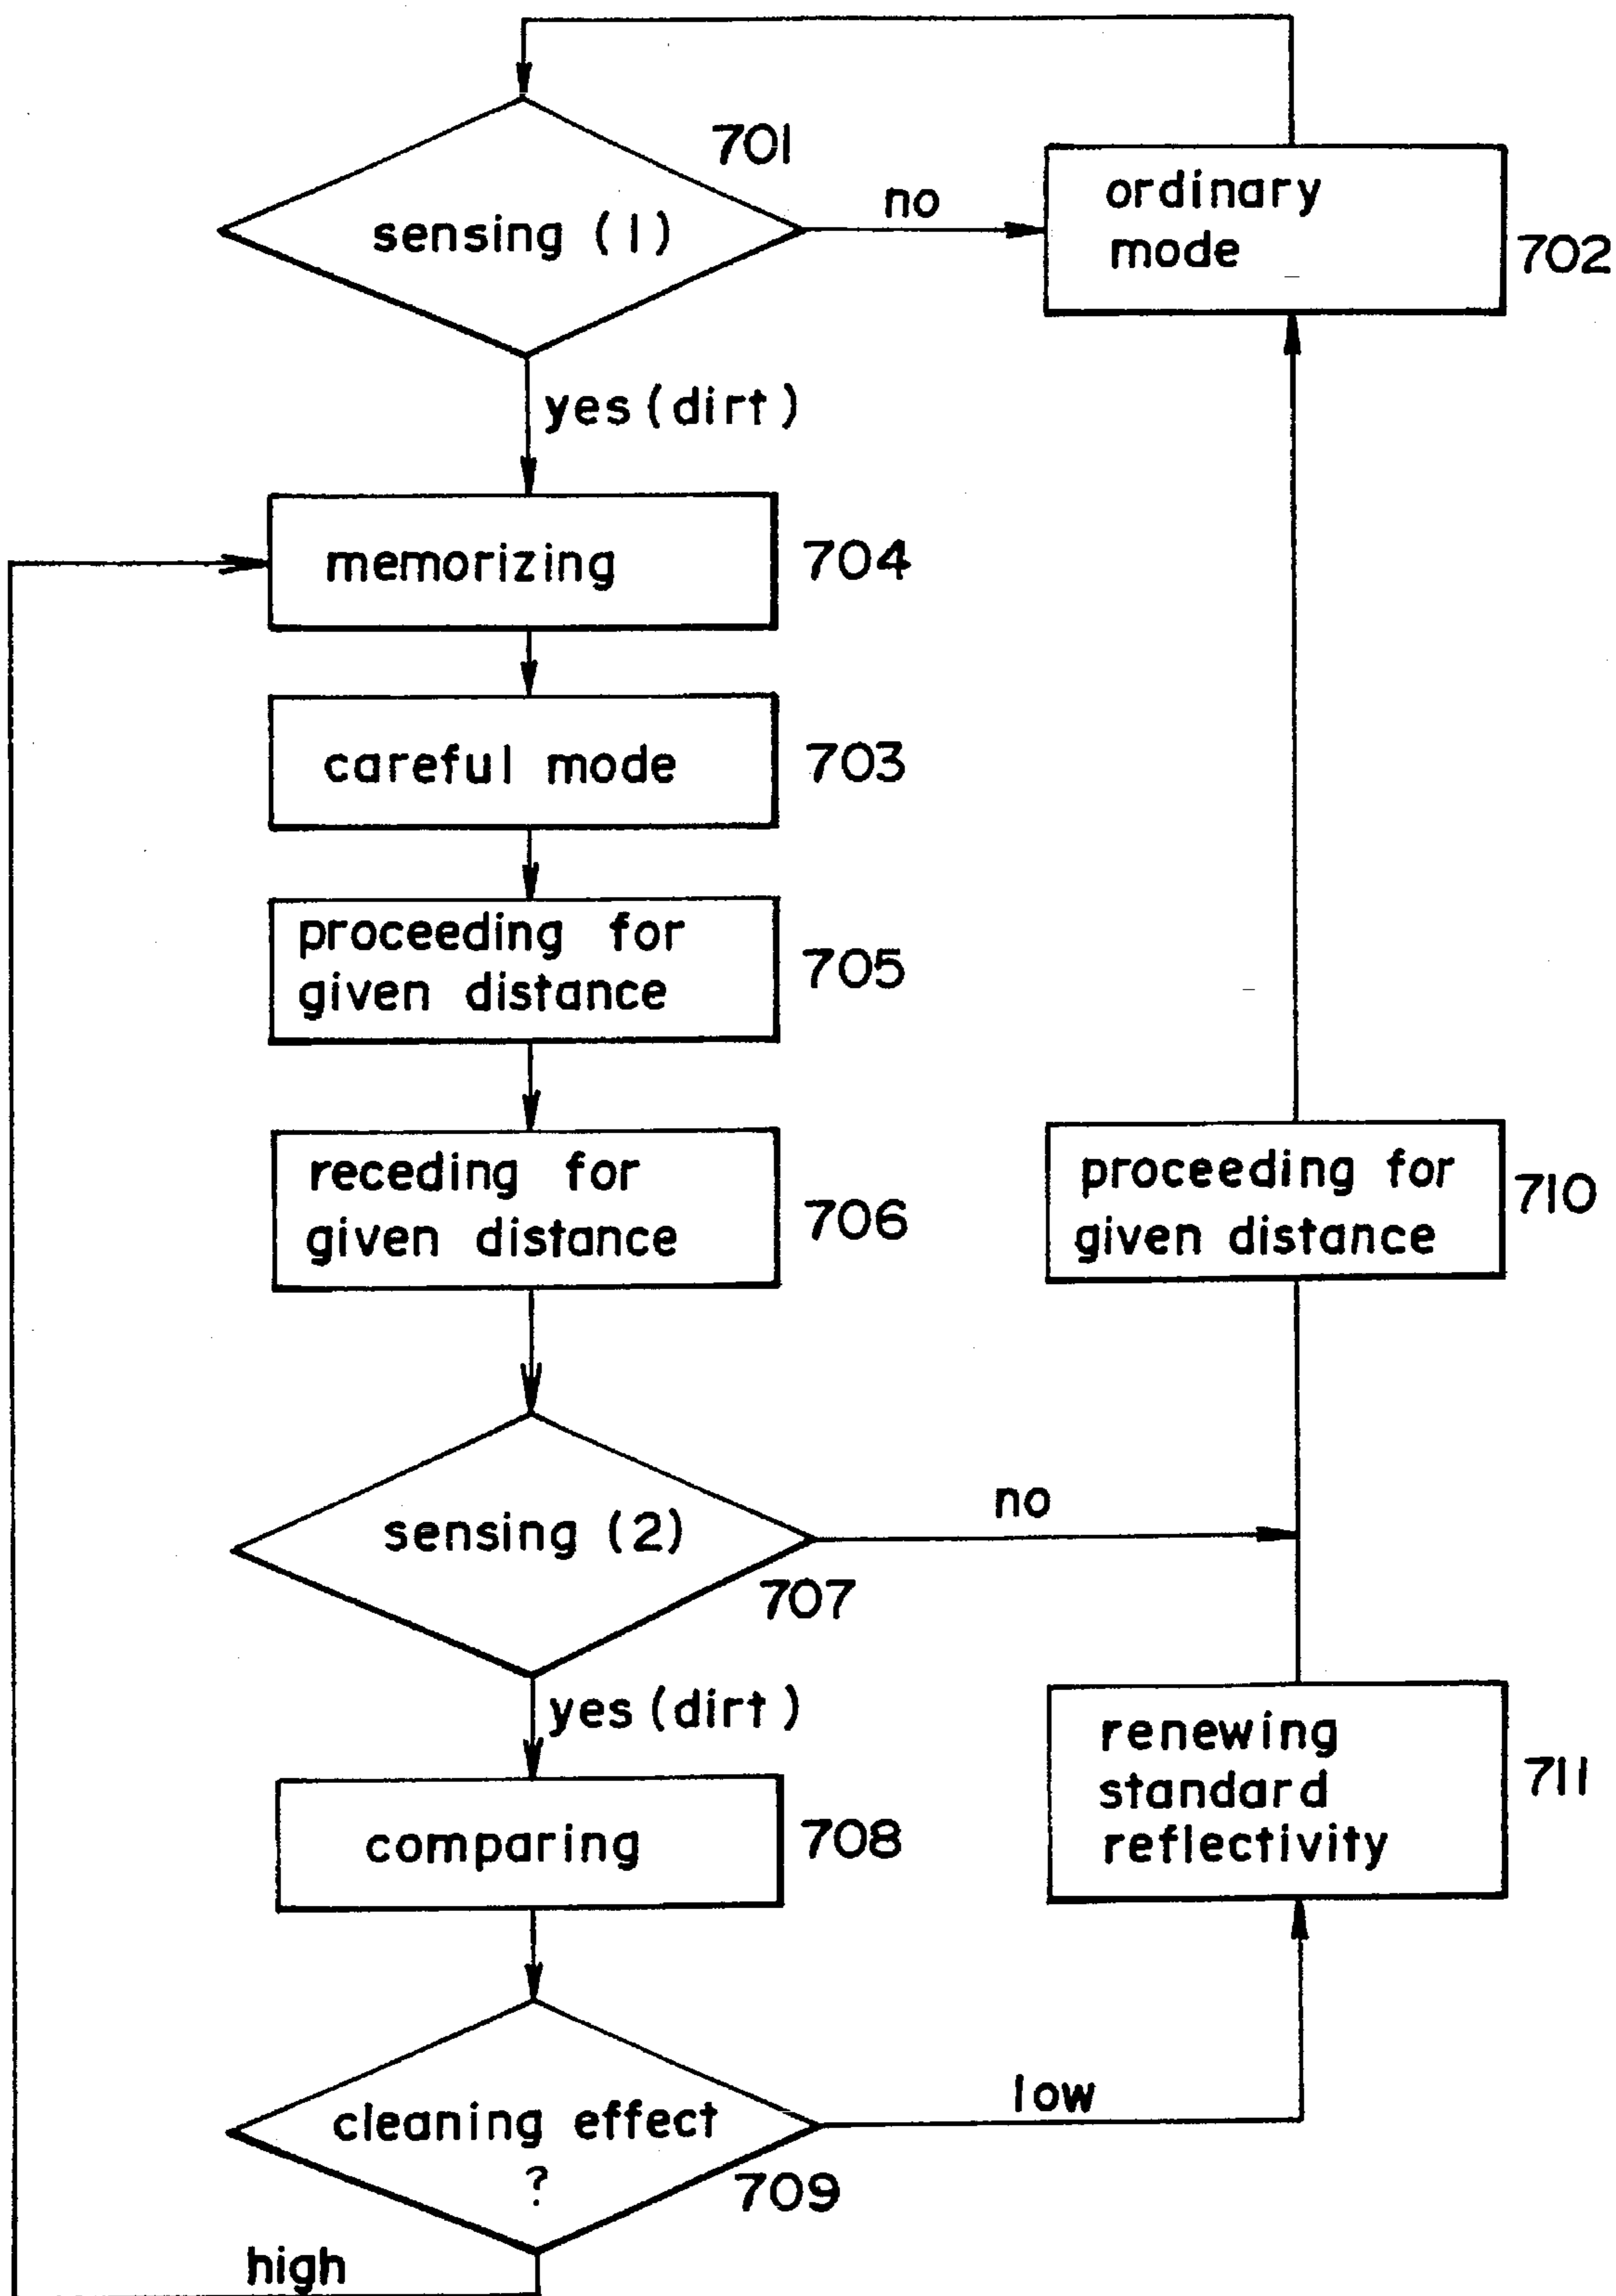 701
sensing (1)
no
ordinary
mode
702
yes (dirt)
memorizing
704
careful mode
703
proceeding for
given distance
705
receding for
given distance
706
proceeding for
given distance
710
sensing (2)
no
707
yes (dirt)
renewing
standard
reflectivity
711
comparing
708
cleaning effect
?
low
709
high